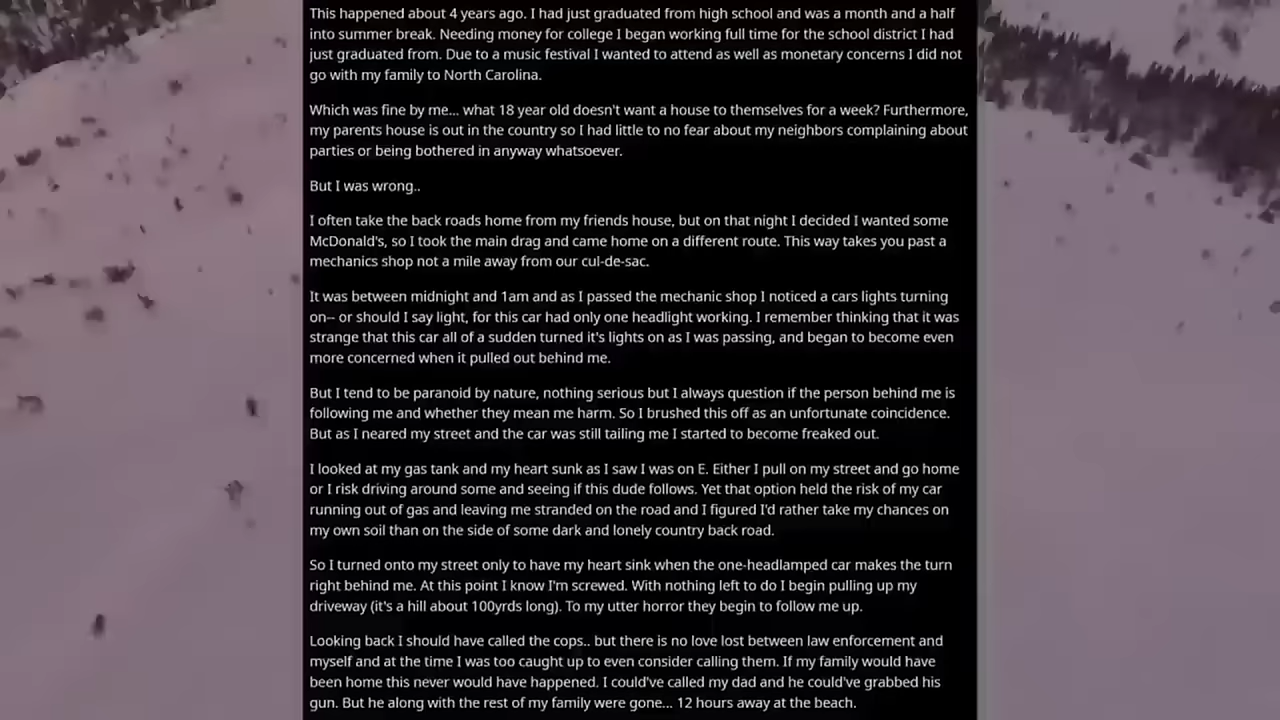 This happened about 4 years ago. I had just graduated from high school and was a month and a half
into summer break. Needing money for college I began working full time for the school district I had
just graduated from. Due to a music festival I wanted to attend as well as monetary concerns I did not
go with my family to North Carolina.
Which was fine by me... what 18 year old doesn't want a house to themselves for a week? Furthermore,
my parents house is out in the country so I had little to no fear about my neighbors complaining about
parties or being bothered in anyway whatsoever.
But I was wrong..
I often take the back roads home from my friends house, but on that night I decided I wanted some
McDonald's, so I took the main drag and came home on a different route. This way takes you past a
mechanics shop not a mile away from our cul-de-sac.
It was between midnight and 1am and as I passed the mechanic shop I noticed a cars lights turning
on-- or should I say light, for this car had only one headlight working. I remember thinking that it was
strange that this car all of a sudden turned it's lights on as I was passing, and began to become even
more concerned when it pulled out behind me.
But I tend to be paranoid by nature, nothing serious but I always question if the person behind me is
following me and whether they mean me harm. So I brushed this off as an unfortunate coincidence.
But as I neared my street and the car was still tailing me I started to become freaked out.
I looked at my gas tank and my heart sunk as I saw I was on E. Either I pull on my street and go home
or I risk driving around some and seeing if this dude follows. Yet that option held the risk of my car
running out of gas and leaving me stranded on the road and I figured I'd rather take my chances on
my own soil than on the side of some dark and lonely country back road.
So I turned onto my street only to have my heart sink when the one-headlamped car makes the turn
right behind me. At this point I know I'm screwed. With nothing left to do I begin pulling up my
driveway (it's a hill about 100yrds long). To my utter horror they begin to follow me up.
Looking back I should have called the cops.. but there is no love lost between law enforcement and
myself and at the time I was too caught up to even consider calling them. If my family would have
been home this never would have happened. I could've called my dad and he could've grabbed his
gun. But he along with the rest of my family were gone... 12 hours away at the beach.